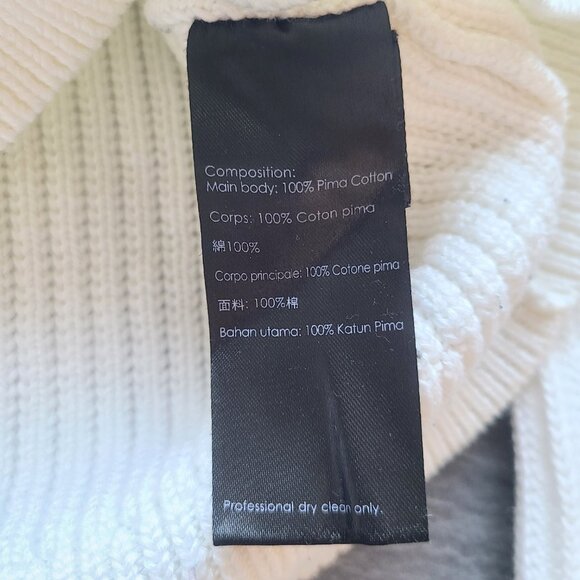 Composition:
Main body: 100% Pima Cotton
Corps: 100% Coton pima
綿100%
Corpo principale: 100% Cotone pima
面料: 100%棉
Bahan utama: 100% Katun Pima
Professional dry clean only.